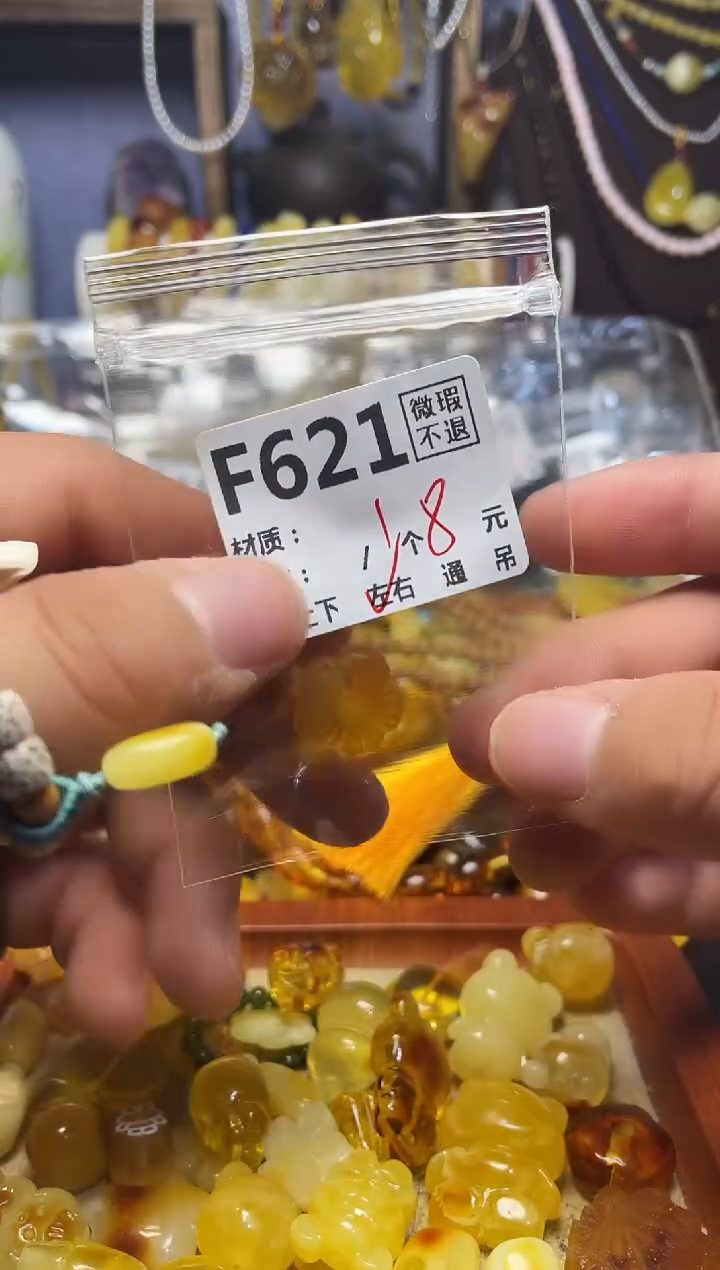 F621 微瑕
不退
材质：
： / 1个8 元
上下 左右 通 吊